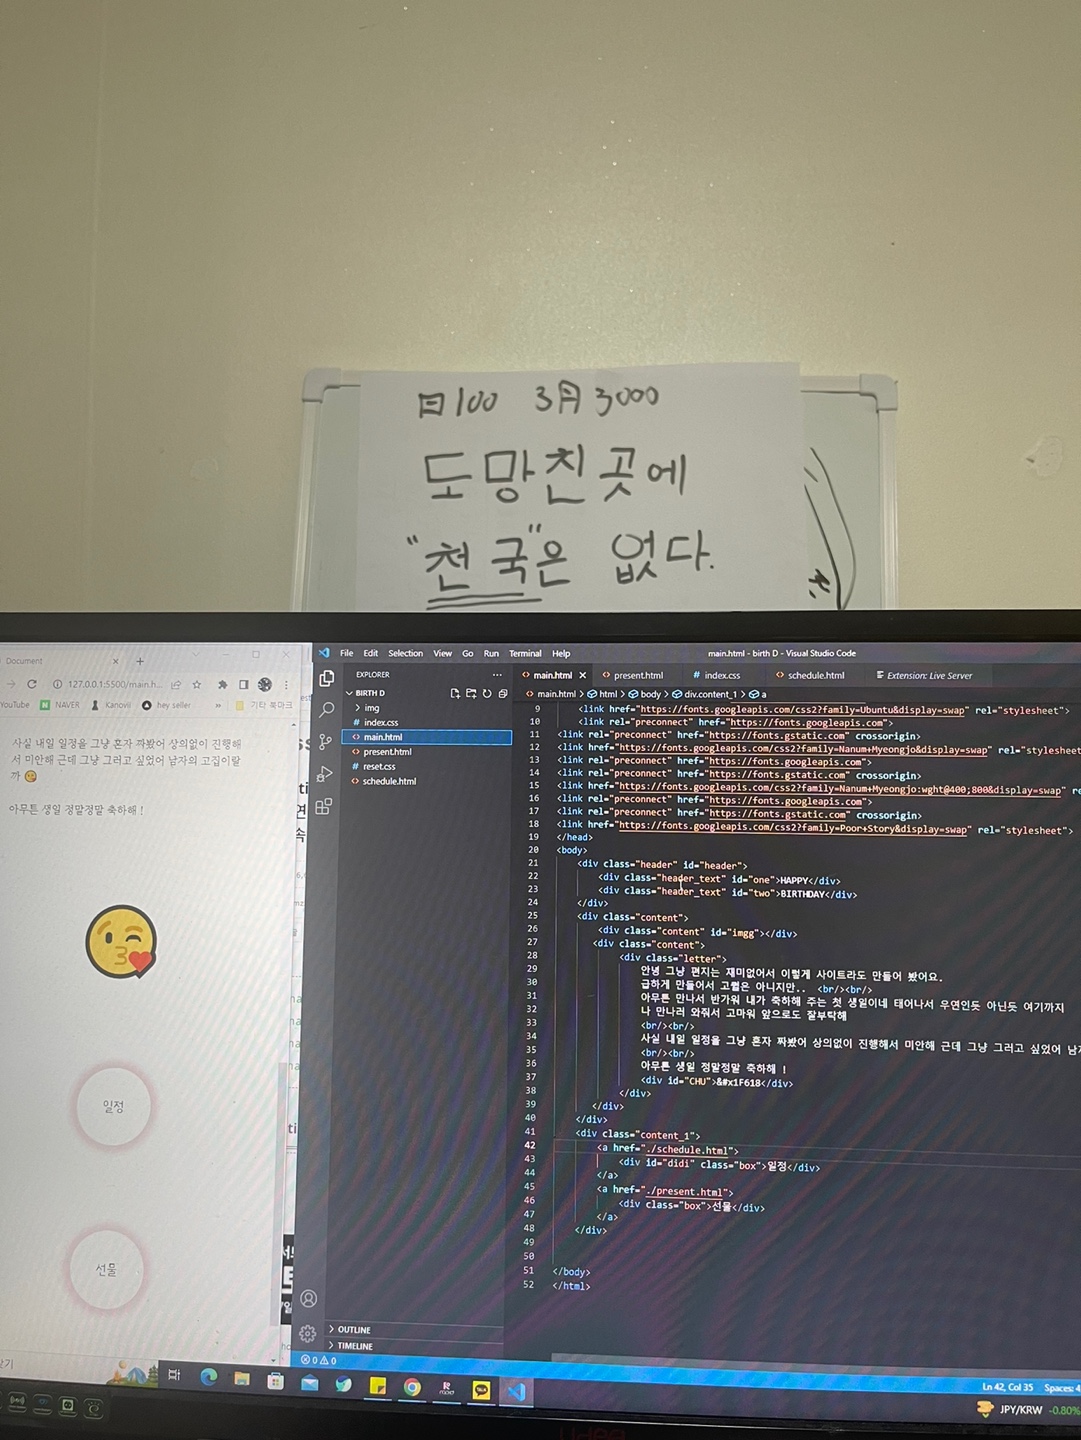 日100 3月 3000
도망친 곳에
"천국"은 없다.
Document
127.0.0.1:5500/main.h...
YouTube NAVER Kanovii hey seller » 기타 북마크
사실 내일 일정을 그냥 혼자 짜봤어 상의없이 진행해
서 미안해 근데 그냥 그러고 싶었어 남자의 고집이랄
까 😘
아무튼 생일 정말정말 축하해 !
일정
선물
File Edit Selection View Go Run Terminal Help
main.html - birth D - Visual Studio Code
EXPLORER ...
BIRTH D
img
index.css
main.html
present.html
reset.css
schedule.html
OUTLINE
TIMELINE
main.html present.html index.css schedule.html Extension: Live Server
main.html > html > body > div.content_1 > a
9 <link href="https://fonts.googleapis.com/css2?family=Ubuntu&display=swap" rel="stylesheet">
10 <link rel="preconnect" href="https://fonts.googleapis.com">
11 <link rel="preconnect" href="https://fonts.gstatic.com" crossorigin>
12 <link href="https://fonts.googleapis.com/css2?family=Nanum+Myeongjo&display=swap" rel="stylesheet
13 <link rel="preconnect" href="https://fonts.googleapis.com">
14 <link rel="preconnect" href="https://fonts.gstatic.com" crossorigin>
15 <link href="https://fonts.googleapis.com/css2?family=Nanum+Myeongjo:wght@400;800&display=swap" re
16 <link rel="preconnect" href="https://fonts.googleapis.com">
17 <link rel="preconnect" href="https://fonts.gstatic.com" crossorigin>
18 <link href="https://fonts.googleapis.com/css2?family=Poor+Story&display=swap" rel="stylesheet">
19 </head>
20 <body>
21 <div class="header" id="header">
22 <div class="header_text" id="one">HAPPY</div>
23 <div class="header_text" id="two">BIRTHDAY</div>
24 </div>
25 <div class="content">
26 <div class="content" id="imgg"></div>
27 <div class="content">
28 <div class="letter">
29 안녕 그냥 편지는 재미없어서 이렇게 사이트라도 만들어 봤어요.
30 급하게 만들어서 고퀄은 아니지만.. <br/><br/>
31 아무튼 만나서 반가워 내가 축하해 주는 첫 생일이네 태어나서 우연인듯 아닌듯 여기까지
32 나 만나러 와줘서 고마워 앞으로도 잘부탁해
33 <br/><br/>
34 사실 내일 일정을 그냥 혼자 짜봤어 상의없이 진행해서 미안해 근데 그냥 그러고 싶었어 남자
35 <br/><br/>
36 아무튼 생일 정말정말 축하해 !
37 <div id="CHU">&#x1F618</div>
38 </div>
39 </div>
40 </div>
41 <div class="content_1">
42 <a href="./schedule.html">
43 <div id="didi" class="box">일정</div>
44 </a>
45 <a href="./present.html">
46 <div class="box">선물</div>
47 </a>
48 </div>
49
50
51 </body>
52 </html>
0 0
Ln 42, Col 35 Spaces: 4
JPY/KRW -0.80%